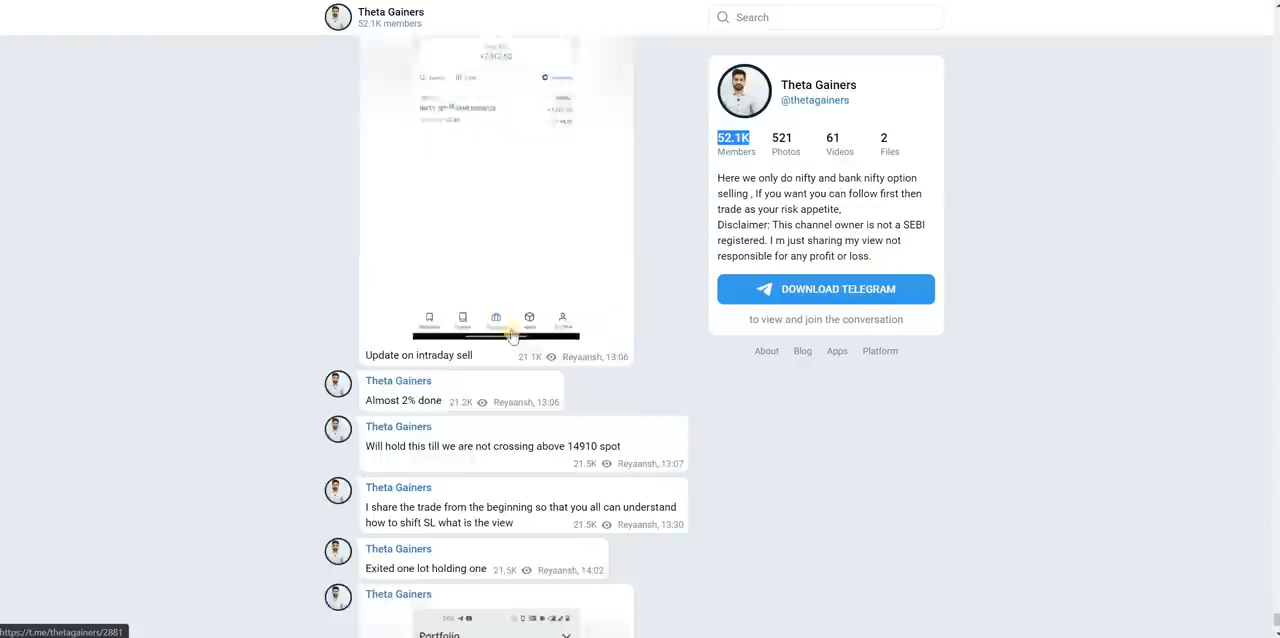 Theta Gainers
52.1K members
Search
Update on intraday sell
21 1K Reyaansh, 13:06
Theta Gainers
Almost 2% done
21.2K Reyaansh, 13:06
Theta Gainers
Will hold this till we are not crossing above 14910 spot
21.5K Reyaansh, 13:07
Theta Gainers
I share the trade from the beginning so that you all can understand
how to shift SL what is the view
21.5K Reyaansh, 13:30
Theta Gainers
Exited one lot holding one
21.5K Reyaansh, 14:02
Theta Gainers
Portfolio
Theta Gainers
@thetagainers
52.1K 521 61 2
Members Photos Videos Files
Here we only do nifty and bank nifty option
selling , If you want you can follow first then
trade as your risk appetite,
Disclaimer: This channel owner is not a SEBI
registered. I m just sharing my view not
responsible for any profit or loss.
DOWNLOAD TELEGRAM
to view and join the conversation
About Blog Apps Platform
https://t.me/thetagainers/2881